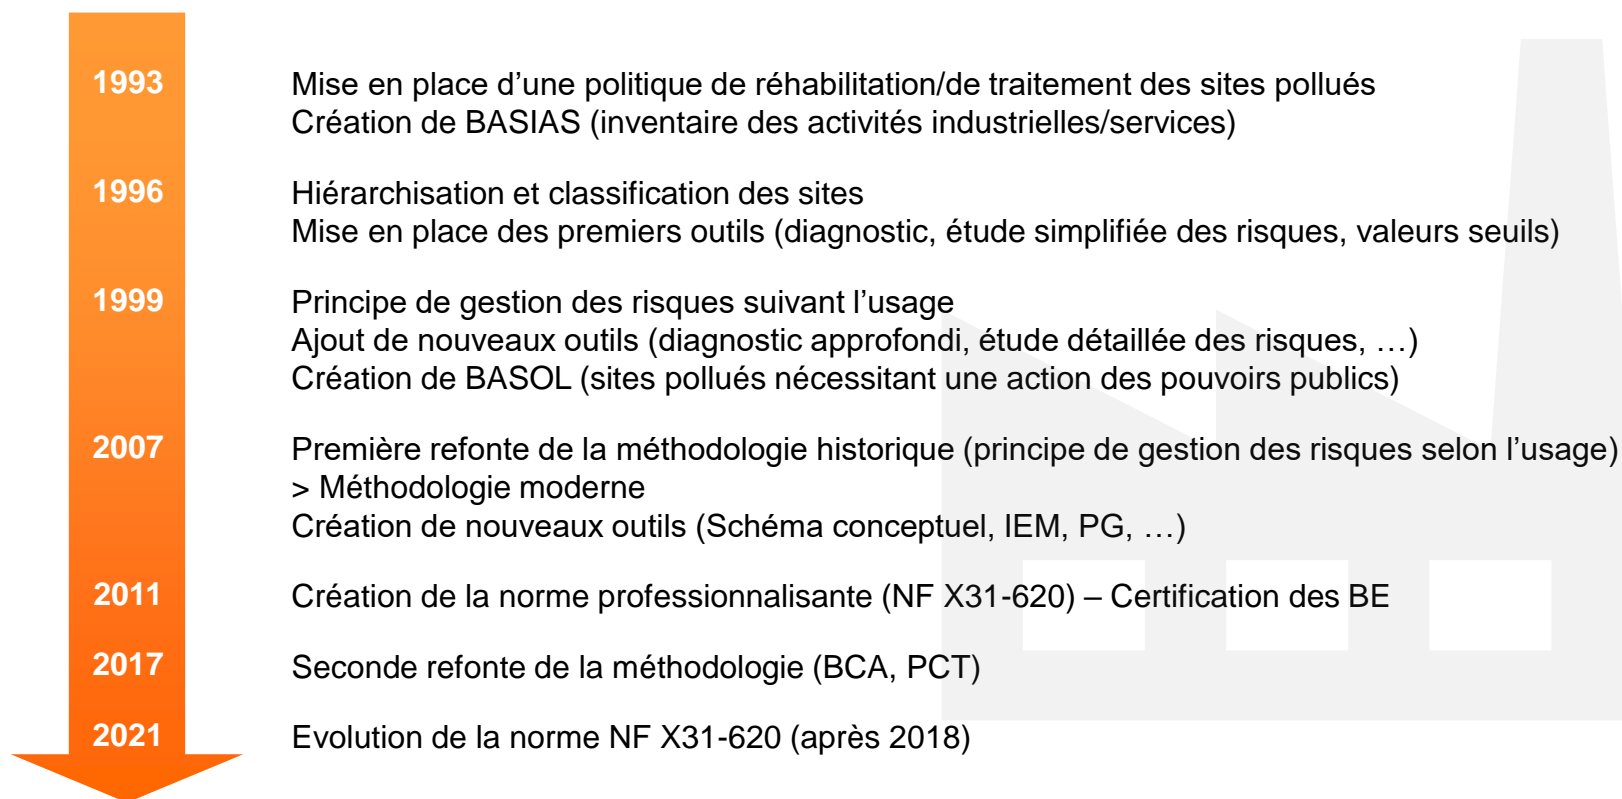 1993
Mise en place d’une politique de réhabilitation/de traitement des sites pollués
Création de BASIAS (inventaire des activités industrielles/services)
1996
Hiérarchisation et classification des sites
Mise en place des premiers outils (diagnostic, étude simplifiée des risques, valeurs seuils)
1999
Principe de gestion des risques suivant l’usage
Ajout de nouveaux outils (diagnostic approfondi, étude détaillée des risques, …)
Création de BASOL (sites pollués nécessitant une action des pouvoirs publics)
2007
Première refonte de la méthodologie historique (principe de gestion des risques selon l’usage)
> Méthodologie moderne
Création de nouveaux outils (Schéma conceptuel, IEM, PG, …)
2011
Création de la norme professionnalisante (NF X31-620) – Certification des BE
2017
Seconde refonte de la méthodologie (BCA, PCT)
2021
Evolution de la norme NF X31-620 (après 2018)